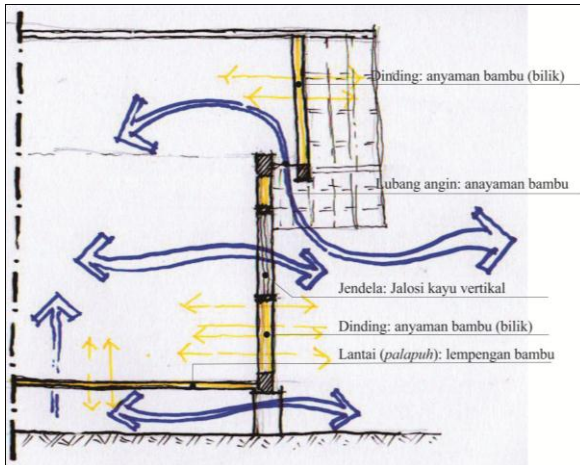 Dinding: anyaman bambu (bilik)
Lubang angin: anayaman bambu
Jendela: Jalosi kayu vertikal
Dinding: anyaman bambu (bilik)
Lantai (palapuh): lempengan bambu